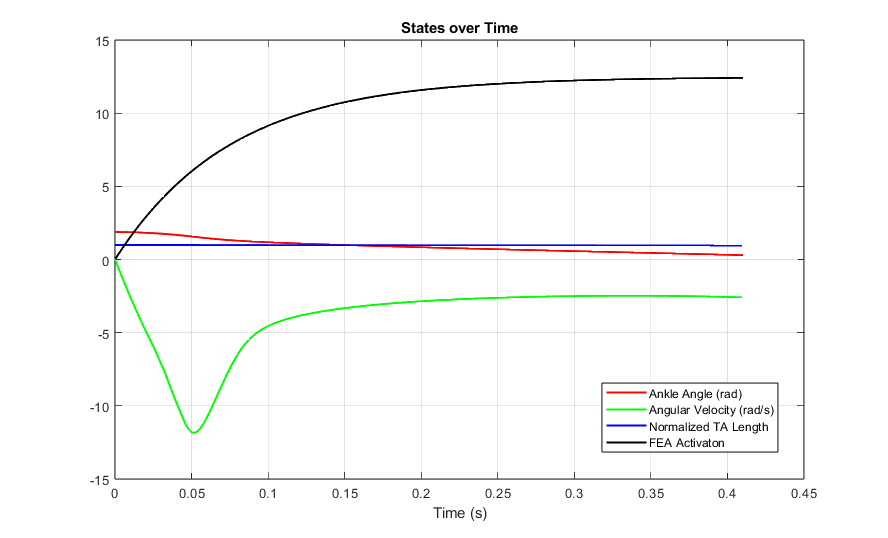 States over Time
15
10
5
0
-5
-10
-15
0 0.05 0.1 0.15 0.2 0.25 0.3 0.35 0.4 0.45
Time (s)
Ankle Angle (rad)
Angular Velocity (rad/s)
Normalized TA Length
FEA Activaton